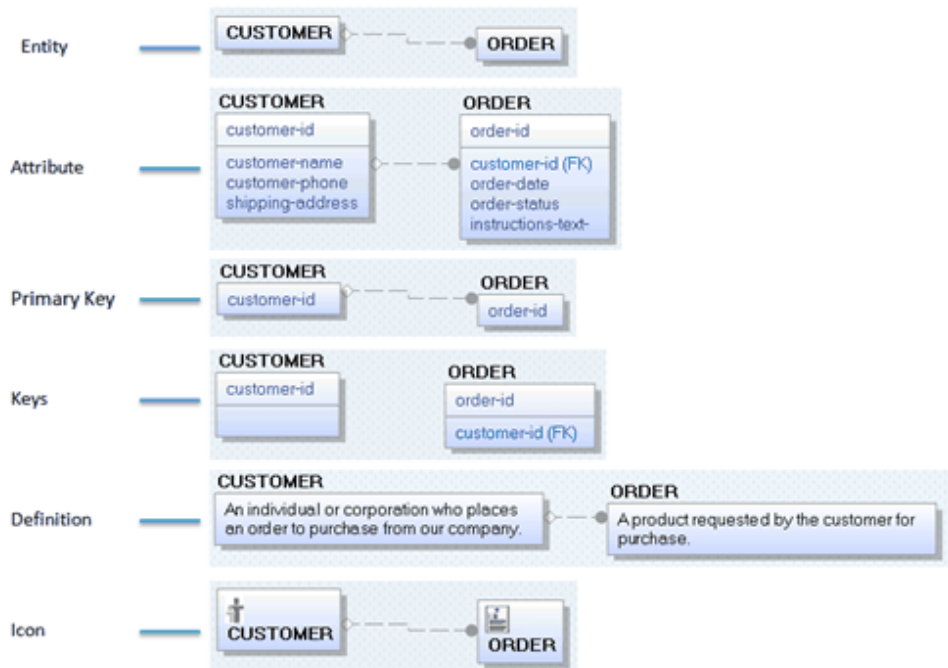 Entity
CUSTOMER
ORDER
CUSTOMER
ORDER
customer-id
order-id
Attribute
customer-name
customer-phone
shipping-address
customer-id (FK)
order-date
order-status
instructions-text-
CUSTOMER
ORDER
Primary Key
customer-id
order-id
CUSTOMER
ORDER
Keys
customer-id
order-id
customer-id (FK)
CUSTOMER
ORDER
Definition
An individual or corporation who places
an order to purchase from our company.
A product requested by the customer for
purchase.
Icon
CUSTOMER
ORDER